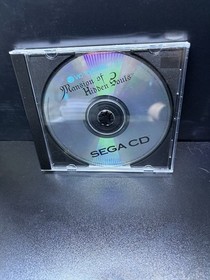 Mansion of
Hidden Souls
SEGA CD